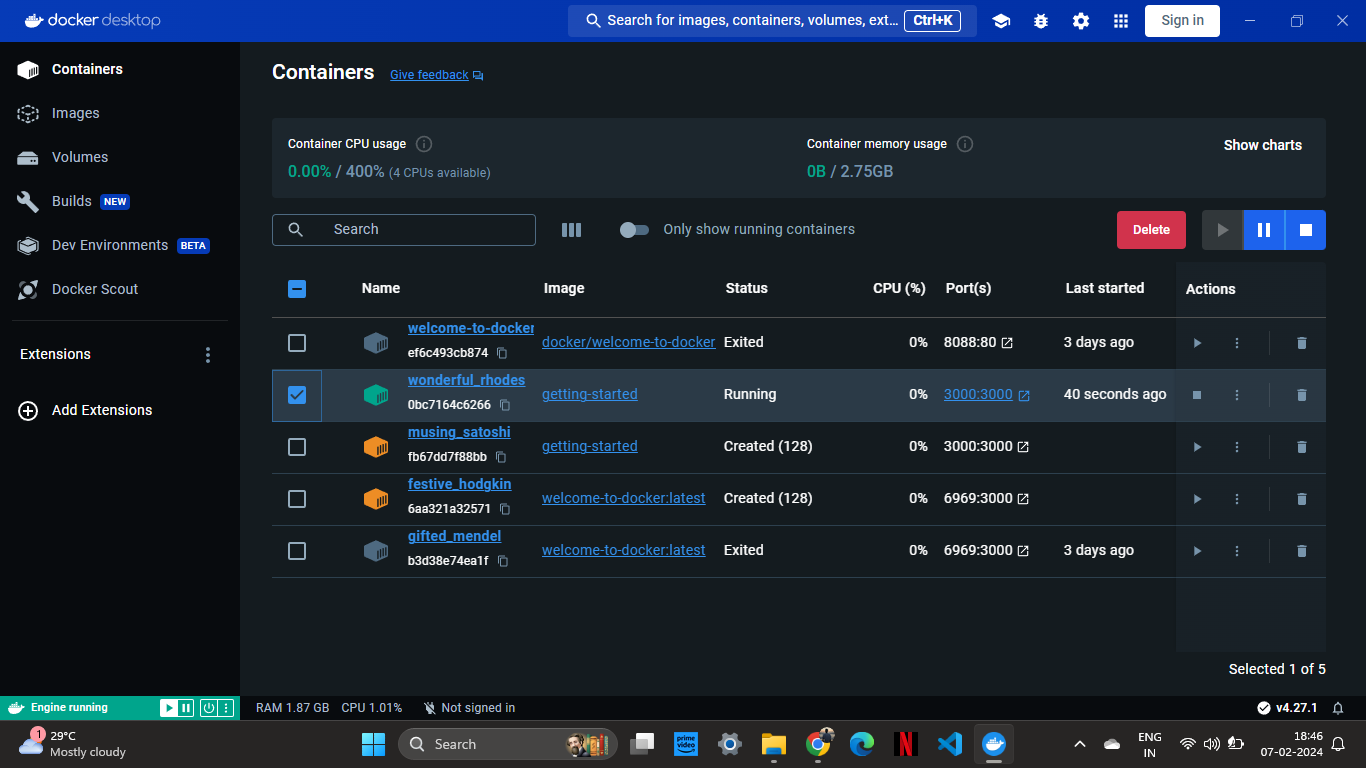 docker desktop
Search for images, containers, volumes, ext... Ctrl+K
Sign in
Containers
Images
Volumes
Builds NEW
Dev Environments BETA
Docker Scout
Extensions
Add Extensions
Containers Give feedback
Container CPU usage
0.00% / 400% (4 CPUs available)
Container memory usage
0B / 2.75GB
Show charts
Search
Only show running containers
Delete
Name Image Status CPU (%) Port(s) Last started Actions
welcome-to-docker
ef6c493cb874
docker/welcome-to-docker Exited 0% 8088:80 3 days ago
wonderful_rhodes
0bc7164c6266
getting-started Running 0% 3000:3000 40 seconds ago
musing_satoshi
fb67dd7f88bb
getting-started Created (128) 0% 3000:3000
festive_hodgkin
6aa321a32571
welcome-to-docker:latest Created (128) 0% 6969:3000
gifted_mendel
b3d38e74ea1f
welcome-to-docker:latest Exited 0% 6969:3000 3 days ago
Selected 1 of 5
Engine running
RAM 1.87 GB CPU 1.01% Not signed in
v4.27.1
1
29°C
Mostly cloudy
Search
prime video
N
ENG
IN
18:46
07-02-2024